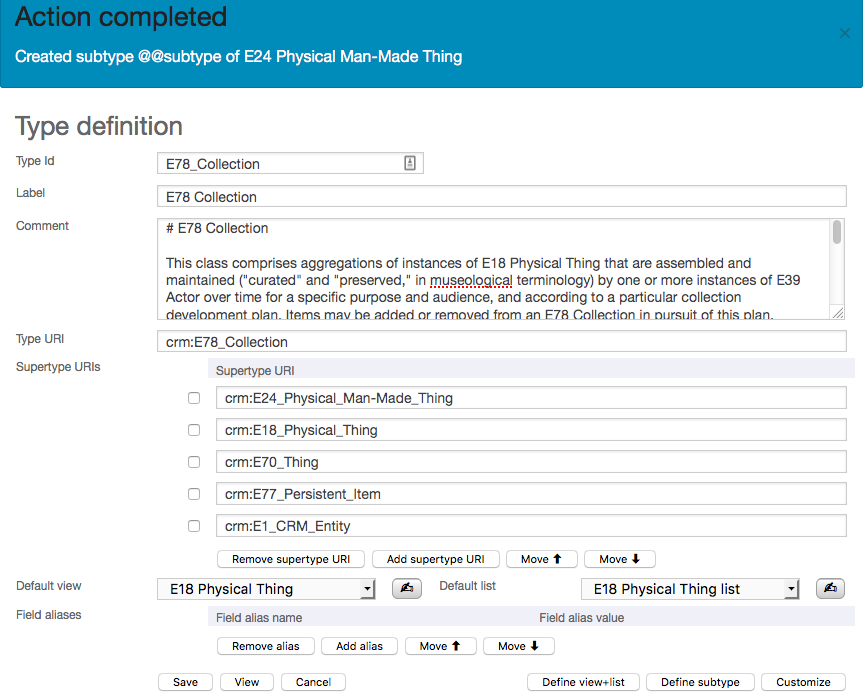 Action completed
Created subtype @@subtype of E24 Physical Man-Made Thing
Type definition
Type Id E78_Collection
Label E78 Collection
Comment # E78 Collection
This class comprises aggregations of instances of E18 Physical Thing that are assembled and
maintained ("curated" and "preserved," in museological terminology) by one or more instances of E39
Actor over time for a specific purpose and audience, and according to a particular collection
development plan. Items may be added or removed from an E78 Collection in pursuit of this plan.
Type URI crm:E78_Collection
Supertype URIs Supertype URI
crm:E24_Physical_Man-Made_Thing
crm:E18_Physical_Thing
crm:E70_Thing
crm:E77_Persistent_Item
crm:E1_CRM_Entity
Remove supertype URI Add supertype URI Move ⬆ Move ⬇
Default view E18 Physical Thing Default list E18 Physical Thing list
Field aliases Field alias name Field alias value
Remove alias Add alias Move ⬆ Move ⬇
Save View Cancel Define view+list Define subtype Customize